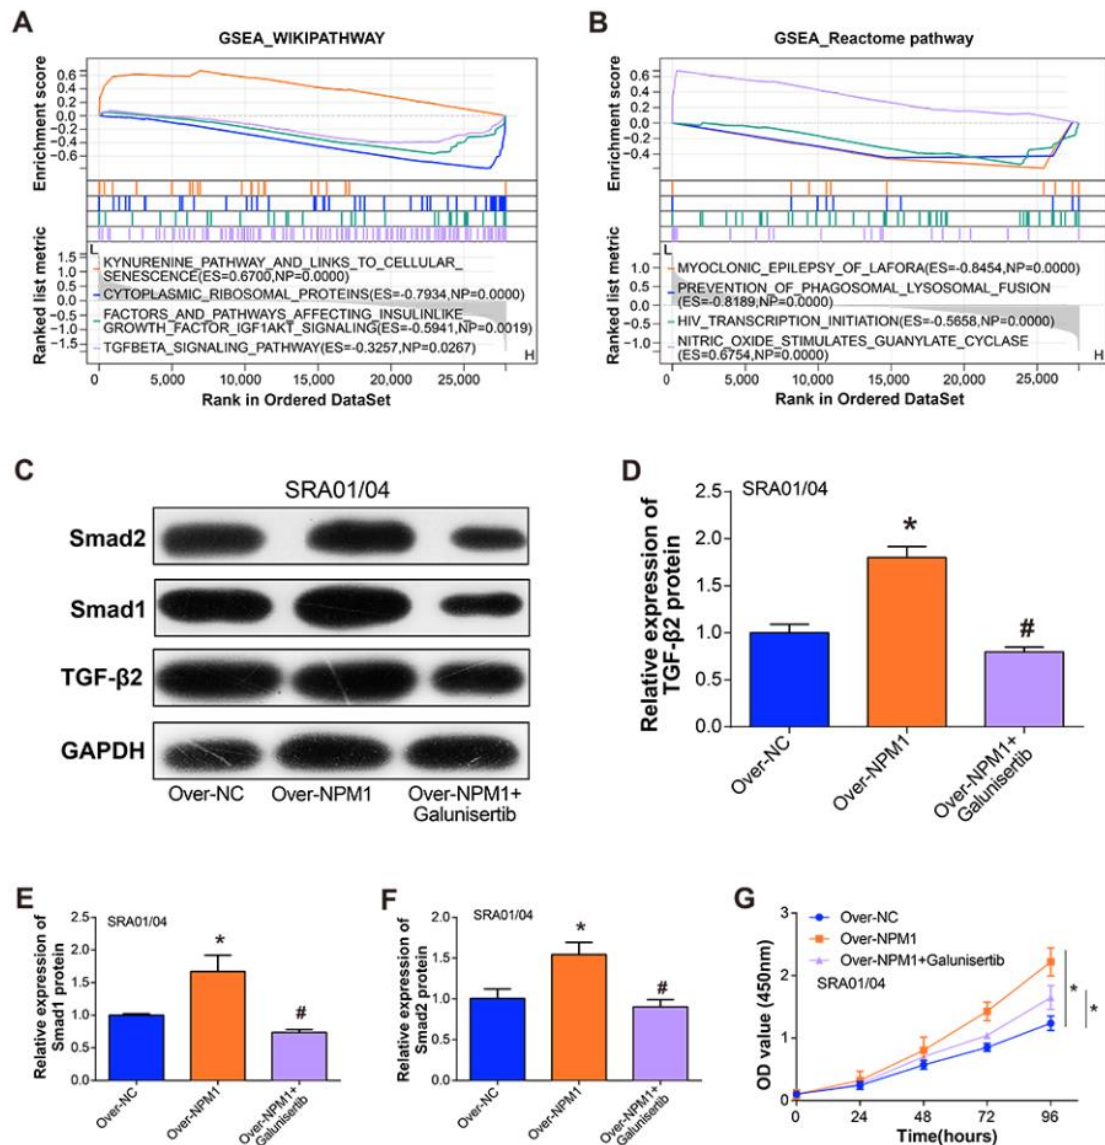 A
GSEA_WIKIPATHWAY
Enrichment score
0.6
0.4
0.2
0.0
−0.2
−0.4
−0.6
Ranked list metric
1.5
1.0
0.5
0.0
−0.5
−1.0
−1.5
L
KYNURENINE_PATHWAY_AND_LINKS_TO_CELLULAR_
SENESCENCE(ES=0.6700,NP=0.0000)
CYTOPLASMIC_RIBOSOMAL_PROTEINS(ES=-0.7934,NP=0.0000)
FACTORS_AND_PATHWAYS_AFFECTING_INSULINLIKE_
GROWTH_FACTOR_IGF1AKT_SIGNALING(ES=-0.5941,NP=0.0019)
TGFBETA_SIGNALING_PATHWAY(ES=-0.3257,NP=0.0267)
H
0 5,000 10,000 15,000 20,000 25,000
Rank in Ordered DataSet
B
GSEA_Reactome pathway
Enrichment score
0.6
0.4
0.2
0.0
−0.2
−0.4
Ranked list metric
1.5
1.0
0.5
0.0
−0.5
−1.0
L
MYOCLONIC_EPILEPSY_OF_LAFORA(ES=-0.8454,NP=0.0000)
PREVENTION_OF_PHAGOSOMAL_LYSOSOMAL_FUSION
(ES=-0.8189,NP=0.0000)
HIV_TRANSCRIPTION_INITIATION(ES=-0.5658,NP=0.0000)
NITRIC_OXIDE_STIMULATES_GUANYLATE_CYCLASE
(ES=0.6754,NP=0.0000)
H
0 5,000 10,000 15,000 20,000 25,000
Rank in Ordered DataSet
C
SRA01/04
Smad2
Smad1
TGF-β2
GAPDH
Over-NC Over-NPM1 Over-NPM1+
Galunisertib
D
SRA01/04
Relative expression of
TGF-β2 protein
2.5
2.0
1.5
1.0
0.5
0.0
*
#
Over-NC
Over-NPM1
Over-NPM1+
Galunisertib
E
SRA01/04
Relative expression of
Smad1 protein
2.5
2.0
1.5
1.0
0.5
0.0
*
#
Over-NC
Over-NPM1
Over-NPM1+
Galunisertib
F
SRA01/04
Relative expression of
Smad2 protein
2.0
1.5
1.0
0.5
0.0
*
#
Over-NC
Over-NPM1
Over-NPM1+
Galunisertib
G
Over-NC
Over-NPM1
Over-NPM1+Galunisertib
SRA01/04
OD value (450nm)
3
2
1
0
*
*
0 24 48 72 96
Time(hours)